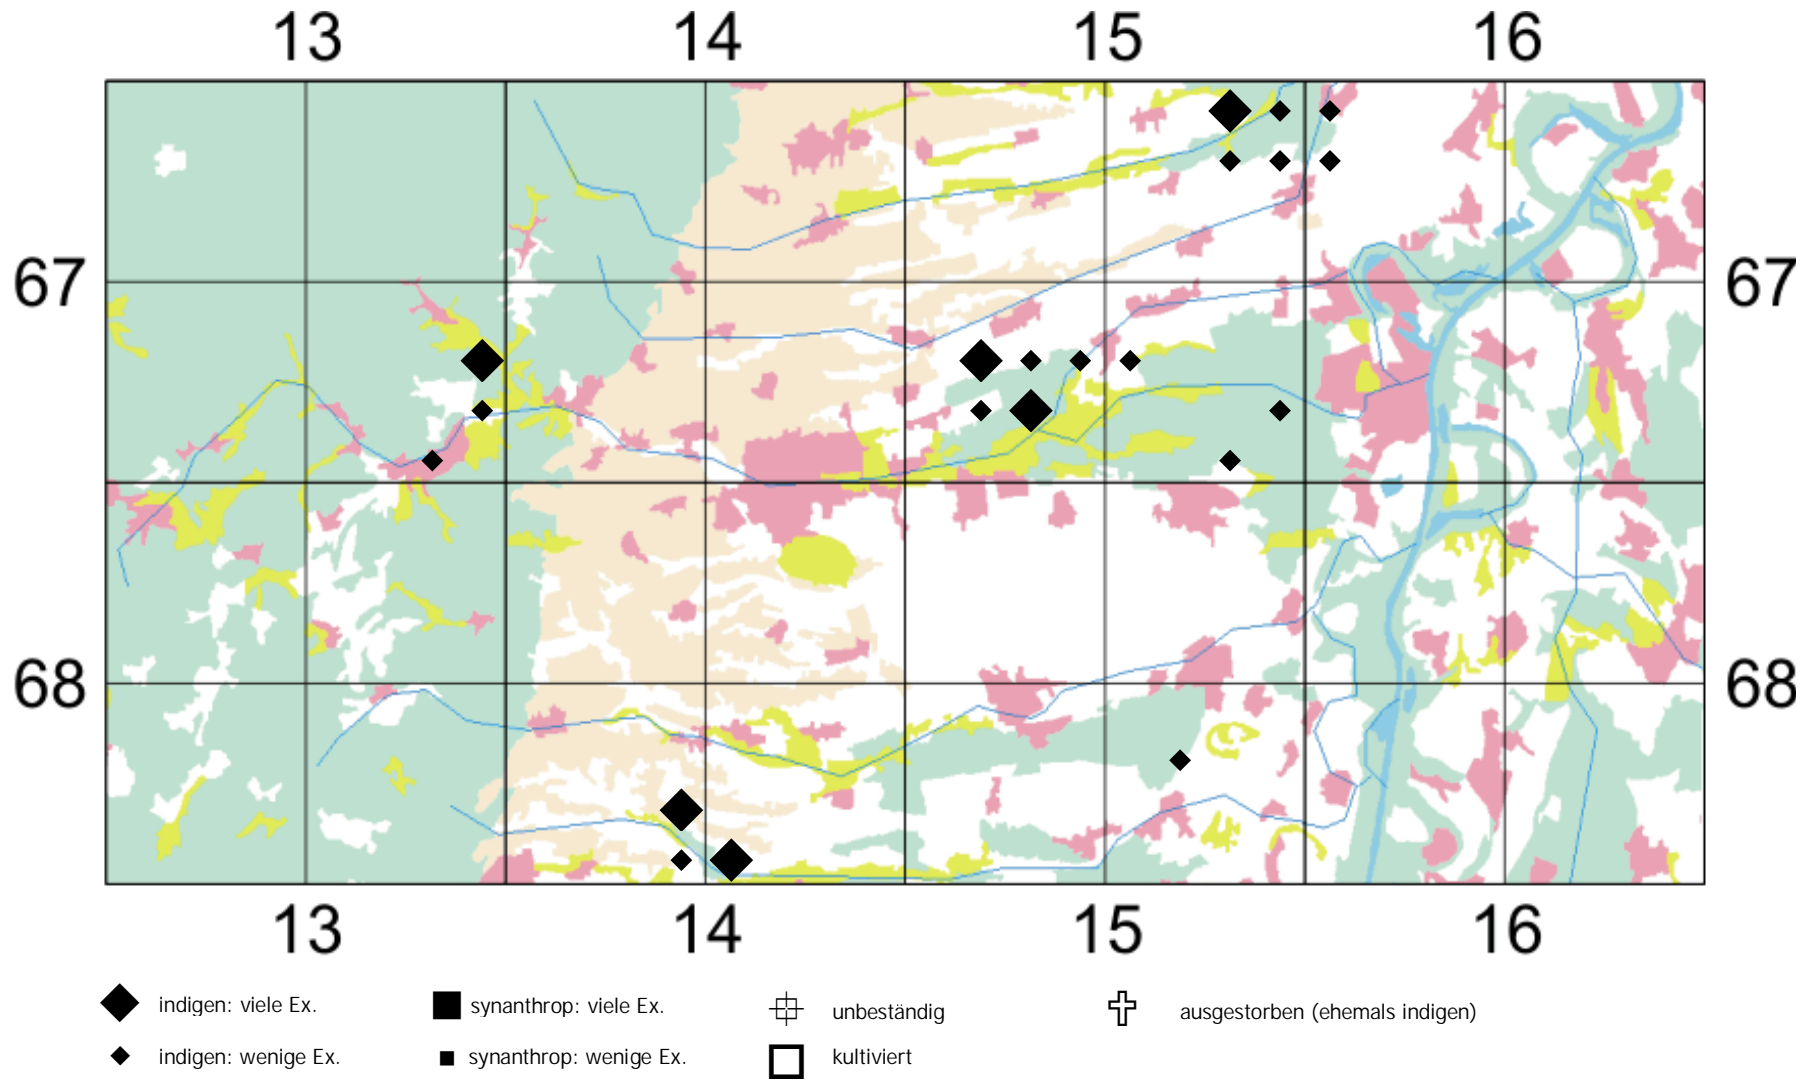 13 14 15 16
67 67
68 68
13 14 15 16
indigen: viele Ex. synanthrop: viele Ex. unbeständig ausgestorben (ehemals indigen)
indigen: wenige Ex. synanthrop: wenige Ex. kultiviert